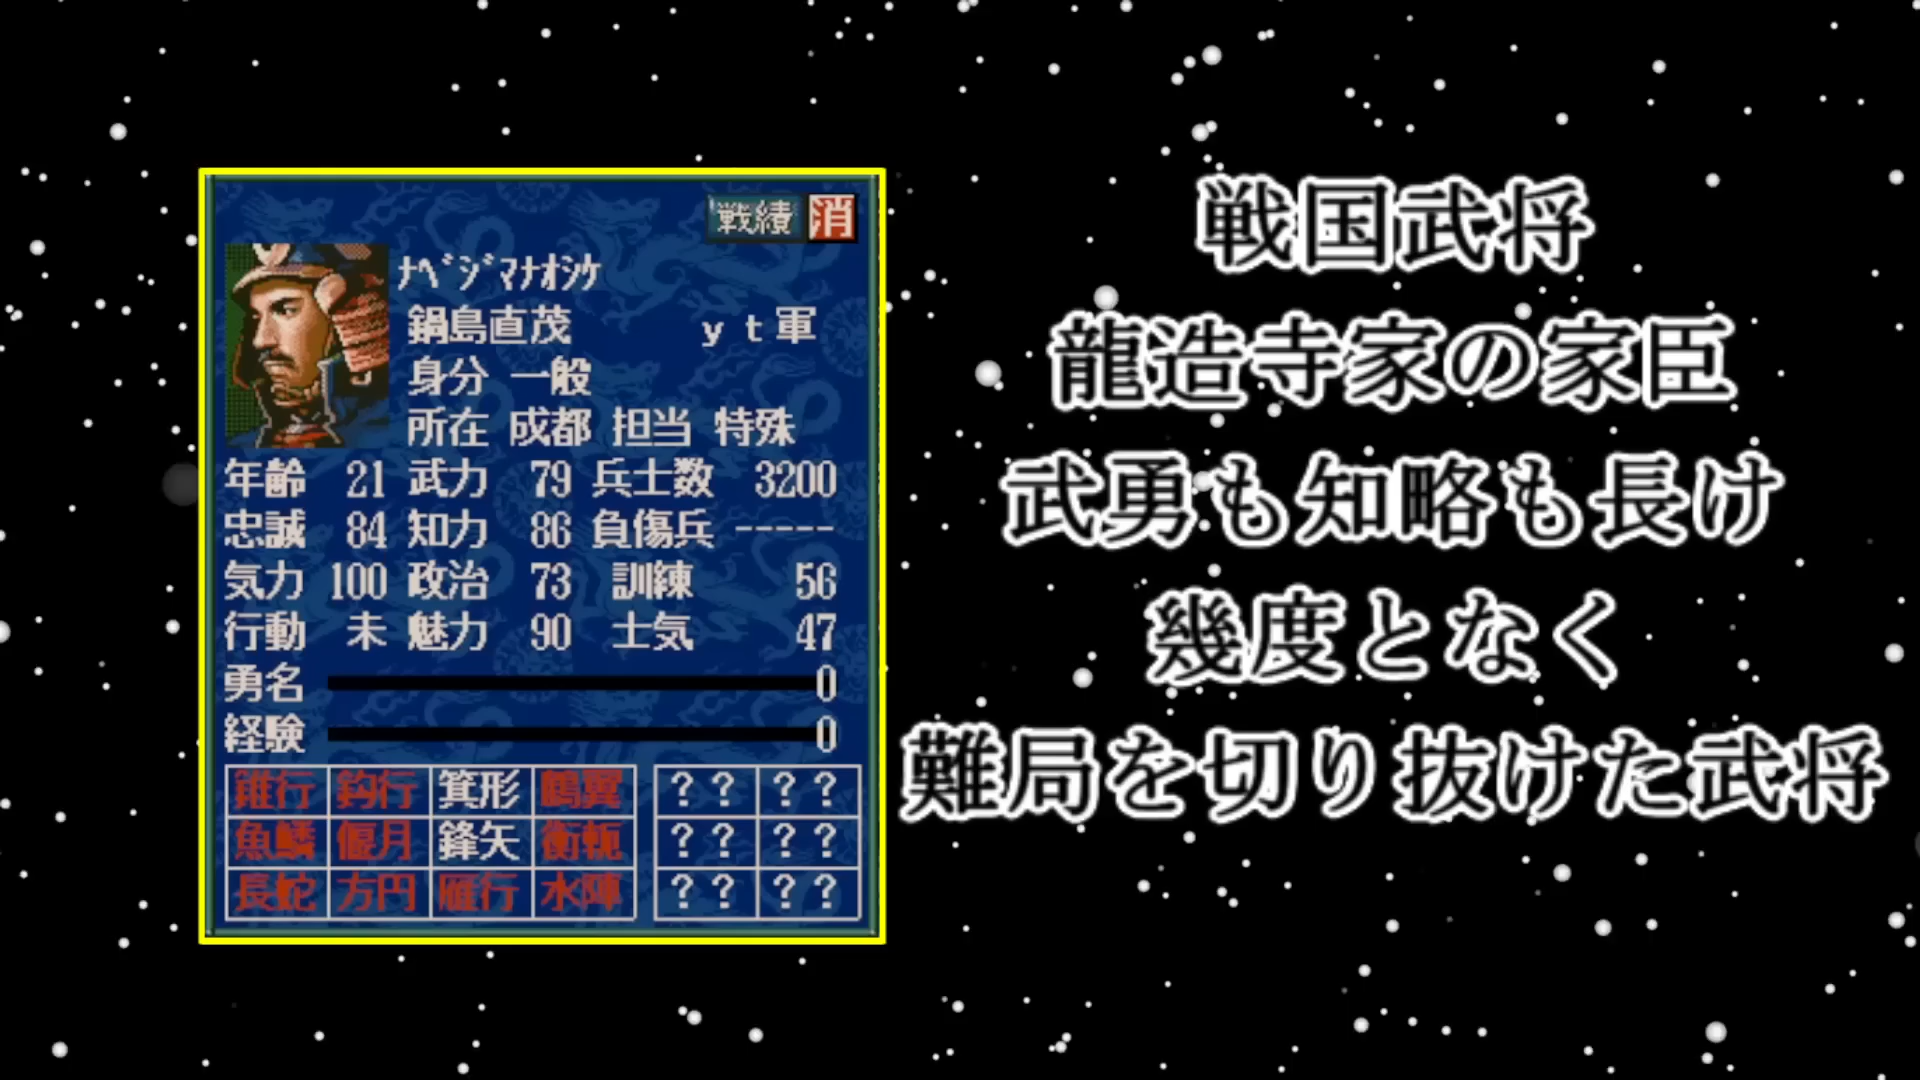 戦績 消
ﾅﾍﾞｼﾞﾏﾅｵｼｹﾞ
鍋島直茂 ｙｔ軍
身分 一般
所在 成都 担当 特殊
年齢 21 武力 79 兵士数 3200
忠誠 84 知力 86 負傷兵 -----
気力 100 政治 73 訓練 56
行動 未 魅力 90 士気 47
勇名 0
経験 0
錐行 鈎行 箕形 鶴翼 ？？ ？？
魚鱗 偃月 鋒矢 衡軛 ？？ ？？
長蛇 方円 雁行 水陣 ？？ ？？
戦国武将
龍造寺家の家臣
武勇も知略も長け
幾度となく
難局を切り抜けた武将